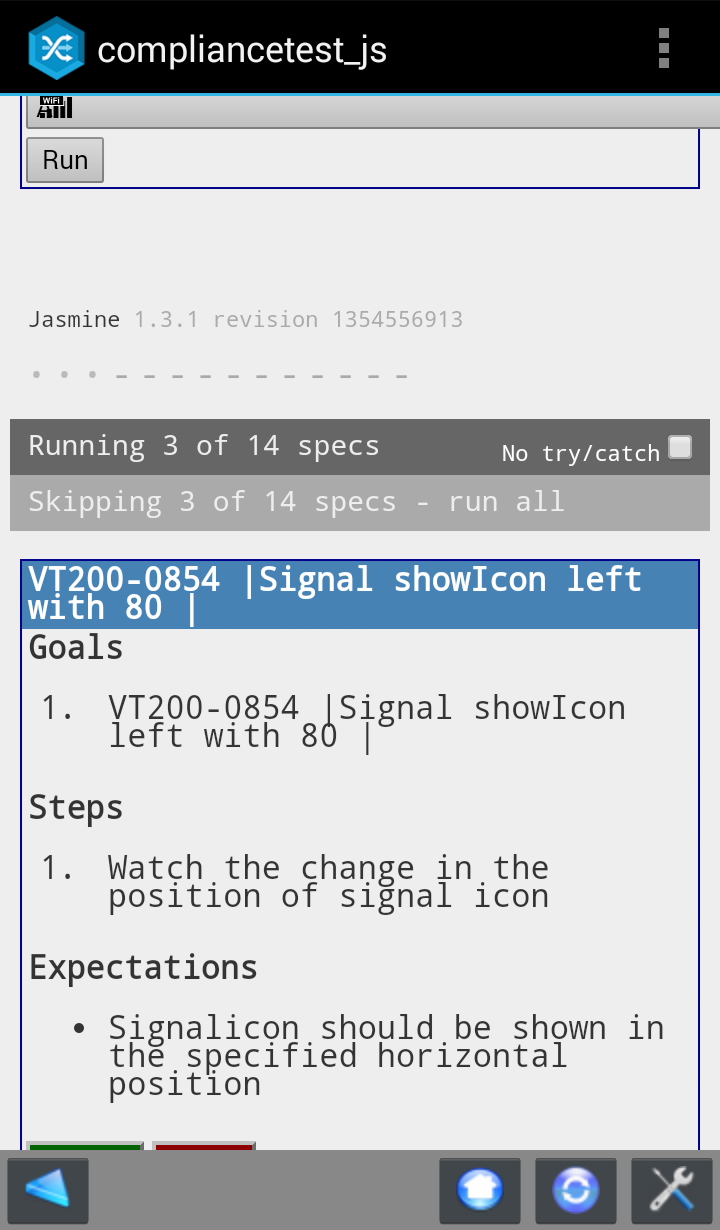 compliancetest_js
WiFi
Run
Jasmine 1.3.1 revision 1354556913
• • • - - - - - - - - - - -
Running 3 of 14 specs No try/catch
Skipping 3 of 14 specs - run all
VT200-0854 |Signal showIcon left
with 80 |
Goals
1. VT200-0854 |Signal showIcon
left with 80 |
Steps
1. Watch the change in the
position of signal icon
Expectations
• Signalicon should be shown in
the specified horizontal
position